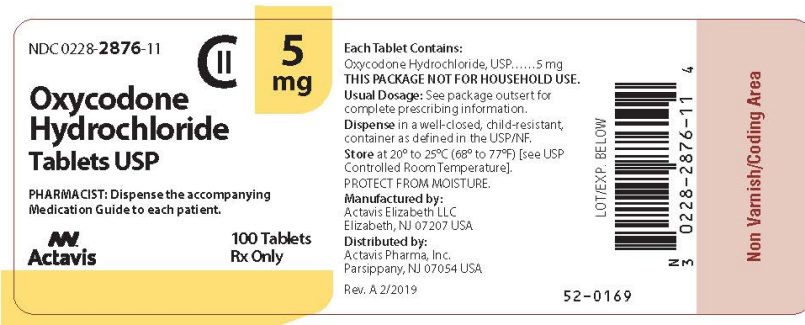 NDC 0228-2876-11
CII
5
mg
Oxycodone
Hydrochloride
Tablets USP
PHARMACIST: Dispense the accompanying
Medication Guide to each patient.
Actavis
100 Tablets
Rx Only
Each Tablet Contains:
Oxycodone Hydrochloride, USP......5 mg
THIS PACKAGE NOT FOR HOUSEHOLD USE.
Usual Dosage: See package outsert for
complete prescribing information.
Dispense in a well-closed, child-resistant,
container as defined in the USP/NF.
Store at 20º to 25ºC (68º to 77ºF) [see USP
Controlled Room Temperature].
PROTECT FROM MOISTURE.
Manufactured by:
Actavis Elizabeth LLC
Elizabeth, NJ 07207 USA
Distributed by:
Actavis Pharma, Inc.
Parsippany, NJ 07054 USA
Rev. A 2/2019
52-0169
LOT/EXP. BELOW
N3 0228-2876-11 4
Non Varnish/Coding Area